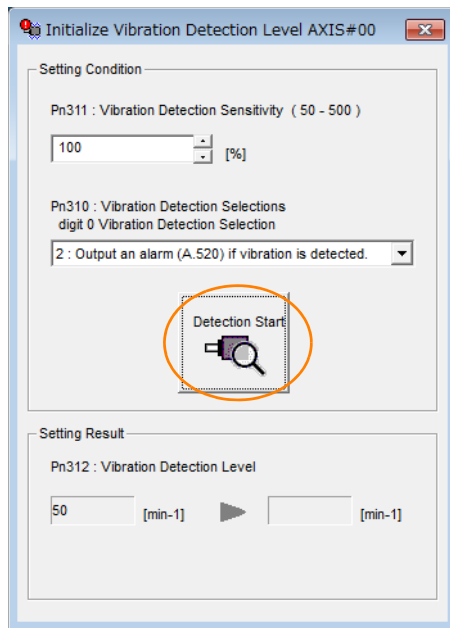 Initialize Vibration Detection Level AXIS#00
Setting Condition
Pn311 : Vibration Detection Sensitivity ( 50 - 500 )
100
[%]
Pn310 : Vibration Detection Selections
digit 0 Vibration Detection Selection
2 : Output an alarm (A.520) if vibration is detected.
Detection Start
Setting Result
Pn312 : Vibration Detection Level
50 [min-1] [min-1]